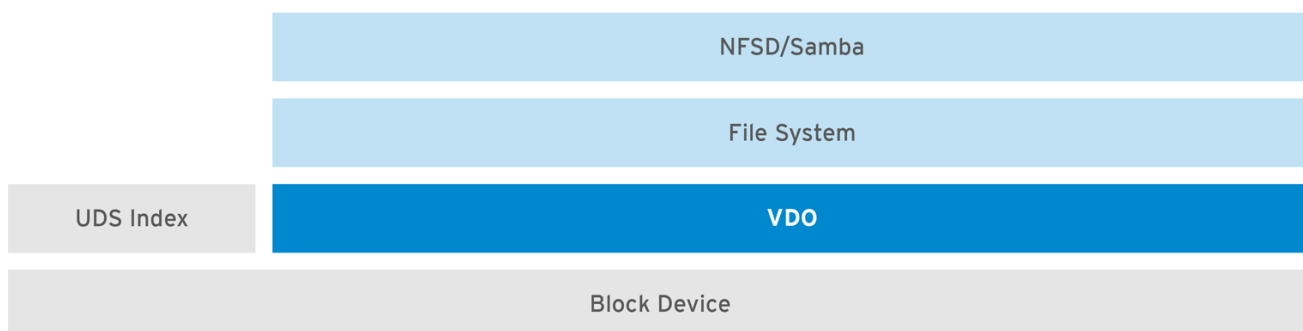 NFSD/Samba
File System
UDS Index
VDO
Block Device